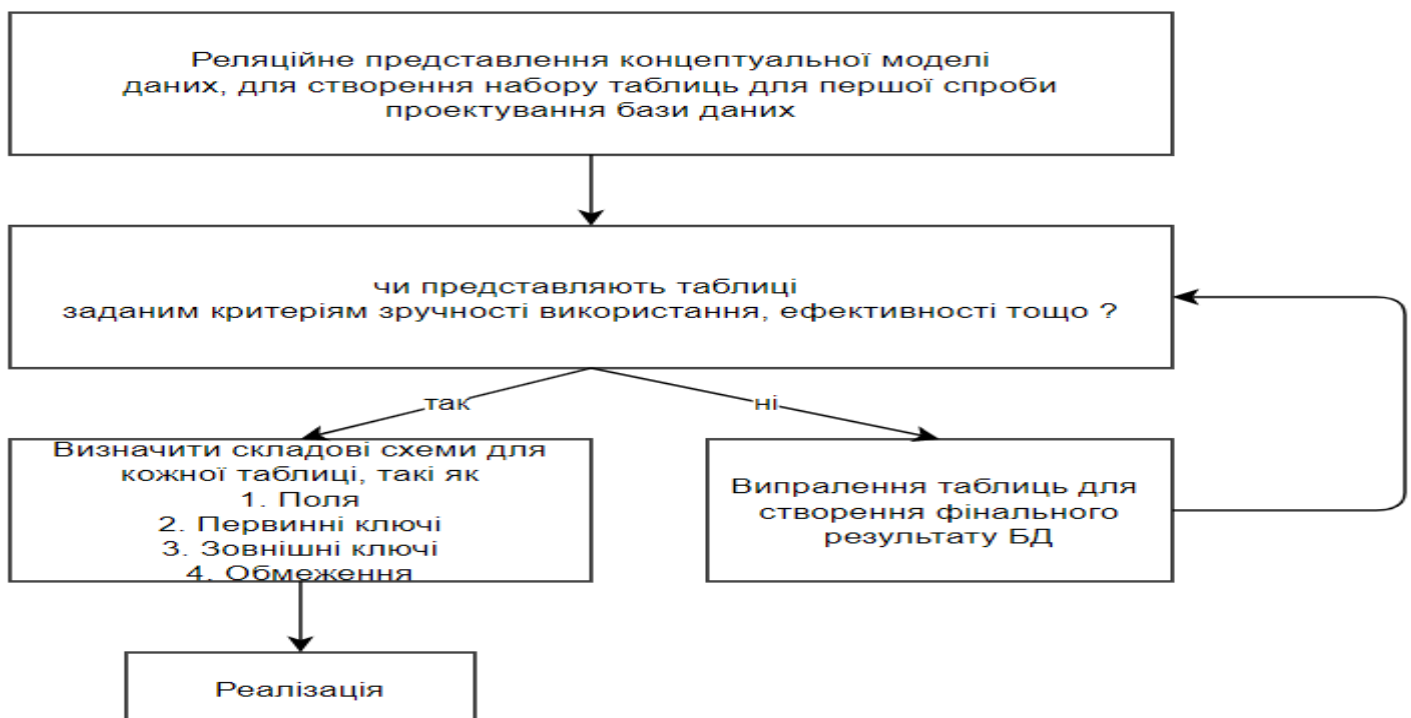 Реляційне представлення концептуальної моделі
даних, для створення набору таблиць для першої спроби
проектування бази даних
чи представляють таблиці
заданим критеріям зручності використання, ефективності тощо ?
так
ні
Визначити складові схеми для
кожної таблиці, такі як
1. Поля
2. Первинні ключі
3. Зовнішні ключі
4. Обмеження
Випралення таблиць для
створення фінального
результату БД
Реалізація